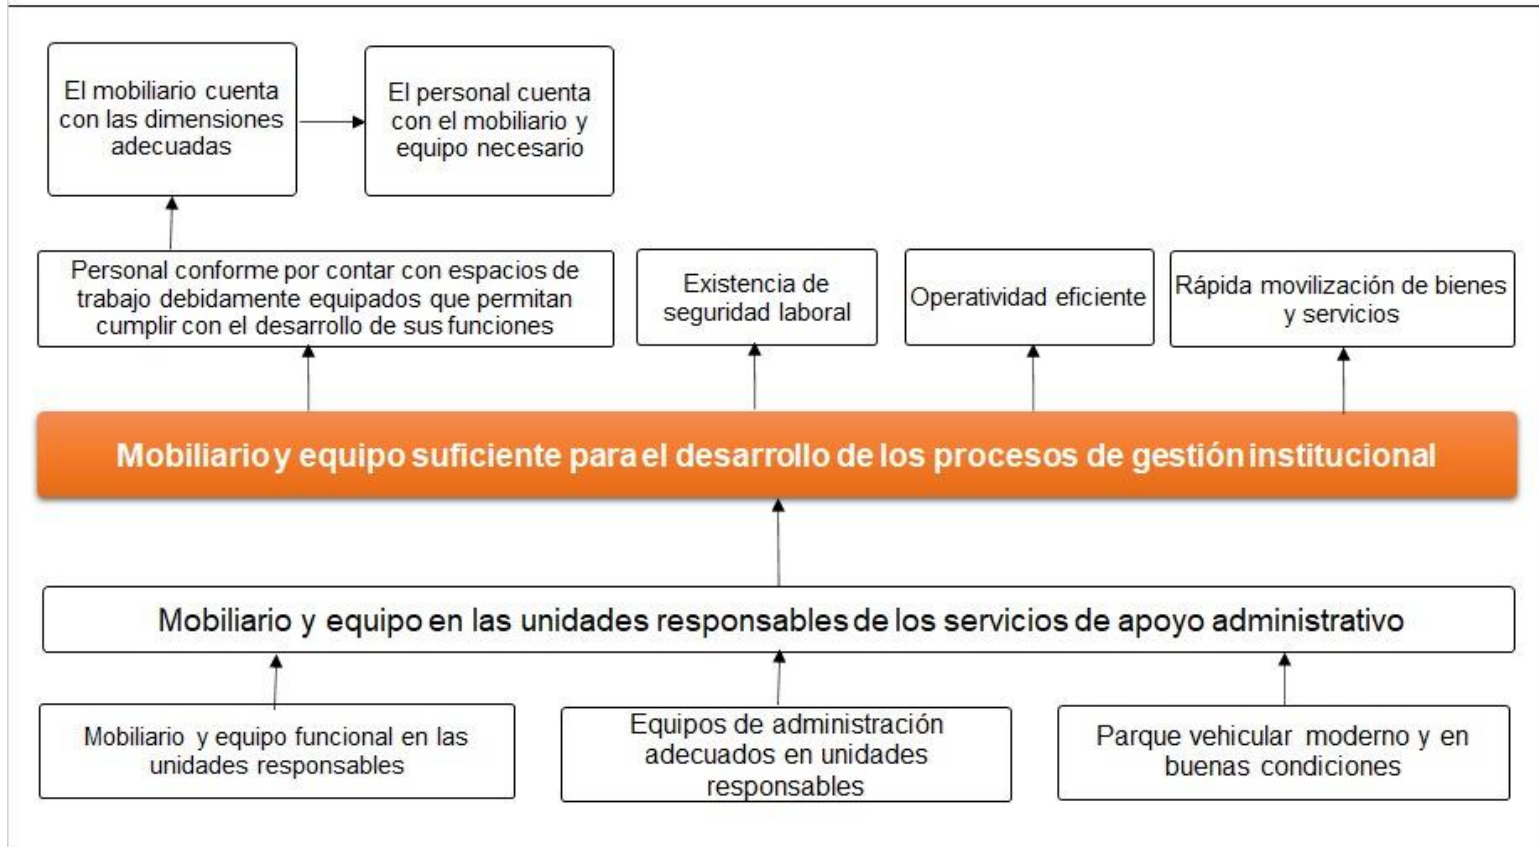 El mobiliario cuenta
con las dimensiones
adecuadas
El personal cuenta
con el mobiliario y
equipo necesario
Personal conforme por contar con espacios de
trabajo debidamente equipados que permitan
cumplir con el desarrollo de sus funciones
Existencia de
seguridad laboral
Operatividad eficiente
Rápida movilización de bienes
y servicios
Mobiliario y equipo suficiente para el desarrollo de los procesos de gestión institucional
Mobiliario y equipo en las unidades responsables de los servicios de apoyo administrativo
Mobiliario y equipo funcional en las
unidades responsables
Equipos de administración
adecuados en unidades
responsables
Parque vehicular moderno y en
buenas condiciones